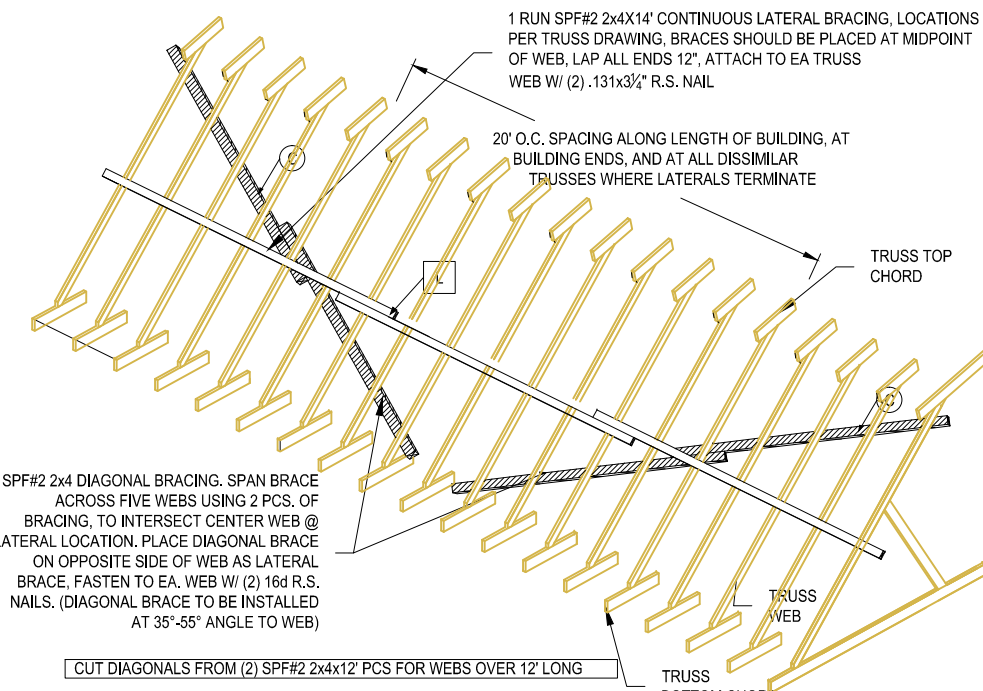 1 RUN SPF#2 2x4X14' CONTINUOUS LATERAL BRACING, LOCATIONS
PER TRUSS DRAWING, BRACES SHOULD BE PLACED AT MIDPOINT
OF WEB, LAP ALL ENDS 12", ATTACH TO EA TRUSS
WEB W/ (2) .131x3¼" R.S. NAIL
20' O.C. SPACING ALONG LENGTH OF BUILDING, AT
BUILDING ENDS, AND AT ALL DISSIMILAR
TRUSSES WHERE LATERALS TERMINATE
TRUSS TOP
CHORD
L
SPF#2 2x4 DIAGONAL BRACING. SPAN BRACE
ACROSS FIVE WEBS USING 2 PCS. OF
BRACING, TO INTERSECT CENTER WEB @
LATERAL LOCATION. PLACE DIAGONAL BRACE
ON OPPOSITE SIDE OF WEB AS LATERAL
BRACE, FASTEN TO EA. WEB W/ (2) 16d R.S.
NAILS. (DIAGONAL BRACE TO BE INSTALLED
AT 35°-55° ANGLE TO WEB)
TRUSS
WEB
CUT DIAGONALS FROM (2) SPF#2 2x4x12' PCS FOR WEBS OVER 12' LONG
TRUSS